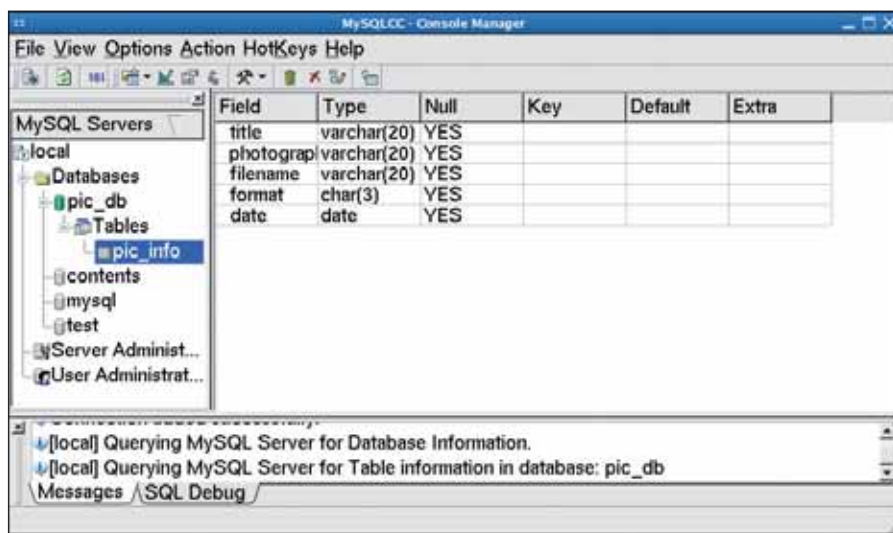 MySQLCC - Console Manager
File View Options Action HotKeys Help
MySQL Servers
local
Databases
pic_db
Tables
pic_info
contents
mysql
test
Server Administ...
User Administrat...
Field Type Null Key Default Extra
title varchar(20) YES
photograp varchar(20) YES
filename varchar(20) YES
format char(3) YES
date date YES
[local] Querying MySQL Server for Database Information.
[local] Querying MySQL Server for Table information in database: pic_db
Messages SQL Debug